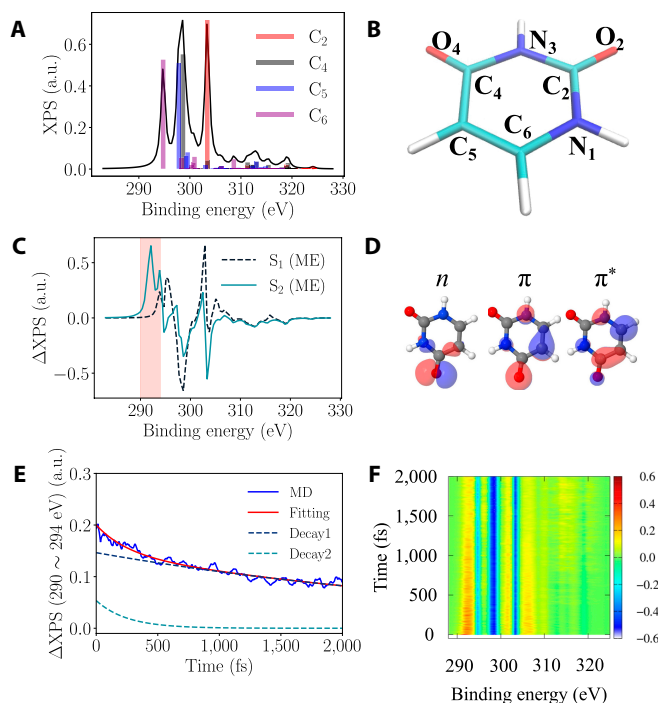 A
XPS (a.u.)
0.6
0.4
0.2
0.0
C₂
C₄
C₅
C₆
290 300 310 320 330
Binding energy (eV)
B
O₄
N₃
O₂
C₄
C₂
C₆
C₅
N₁
C
ΔXPS (a.u.)
0.5
0.0
−0.5
S₁ (ME)
S₂ (ME)
280 290 300 310 320 330
Binding energy (eV)
D
n π π*
E
ΔXPS (290 ∼ 294 eV) (a.u.)
0.3
0.2
0.1
0.0
MD
Fitting
Decay1
Decay2
0 500 1,000 1,500 2,000
Time (fs)
F
Time (fs)
2,000
1,500
1,000
500
0
290 300 310 320
Binding energy (eV)
0.6
0.4
0.2
0.0
−0.2
−0.4
−0.6